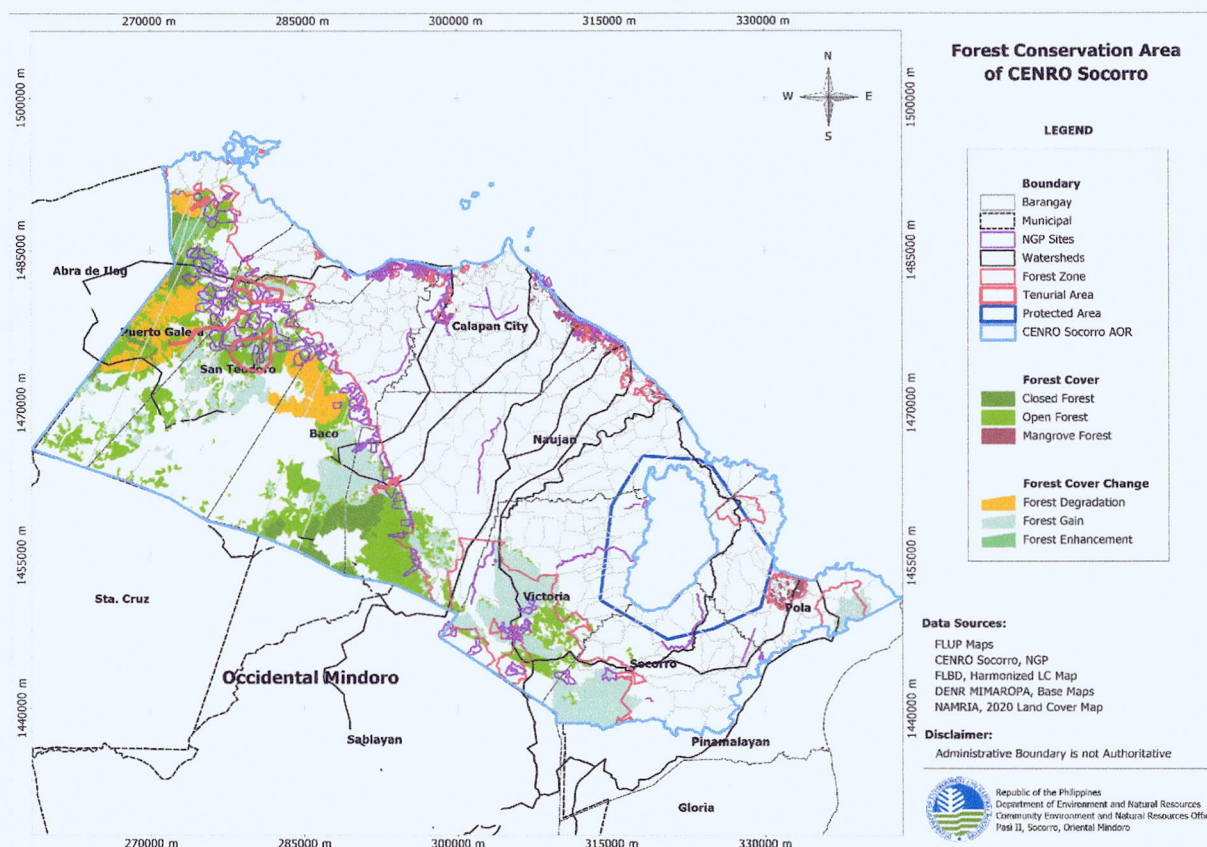 270000 m 285000 m 300000 m 315000 m 330000 m
Forest Conservation Area
of CENRO Socorro
N
W E
S
LEGEND
Boundary
Barangay
Municipal
NGP Sites
Watersheds
Forest Zone
Tenurial Area
Protected Area
CENRO Socorro AOR
Forest Cover
Closed Forest
Open Forest
Mangrove Forest
Forest Cover Change
Forest Degradation
Forest Gain
Forest Enhancement
Data Sources:
FLUP Maps
CENRO Socorro, NGP
FLBD, Harmonized LC Map
DENR MIMAROPA, Base Maps
NAMRIA, 2020 Land Cover Map
Disclaimer:
Administrative Boundary is not Authoritative
Republic of the Philippines
Department of Environment and Natural Resources
Community Environment and Natural Resources Offi
Pasi II, Socorro, Oriental Mindoro
1500000 m
1485000 m
1470000 m
1455000 m
1440000 m
1500000 m
1485000 m
1470000 m
1455000 m
1440000 m
Abra de Ilog
Puerto Galera
San Teodoro
Calapan City
Baco
Naujan
Sta. Cruz
Victoria
Pola
Socorro
Occidental Mindoro
Sablayan
Pinamalayan
Gloria
270000 m 285000 m 300000 m 315000 m 330000 m